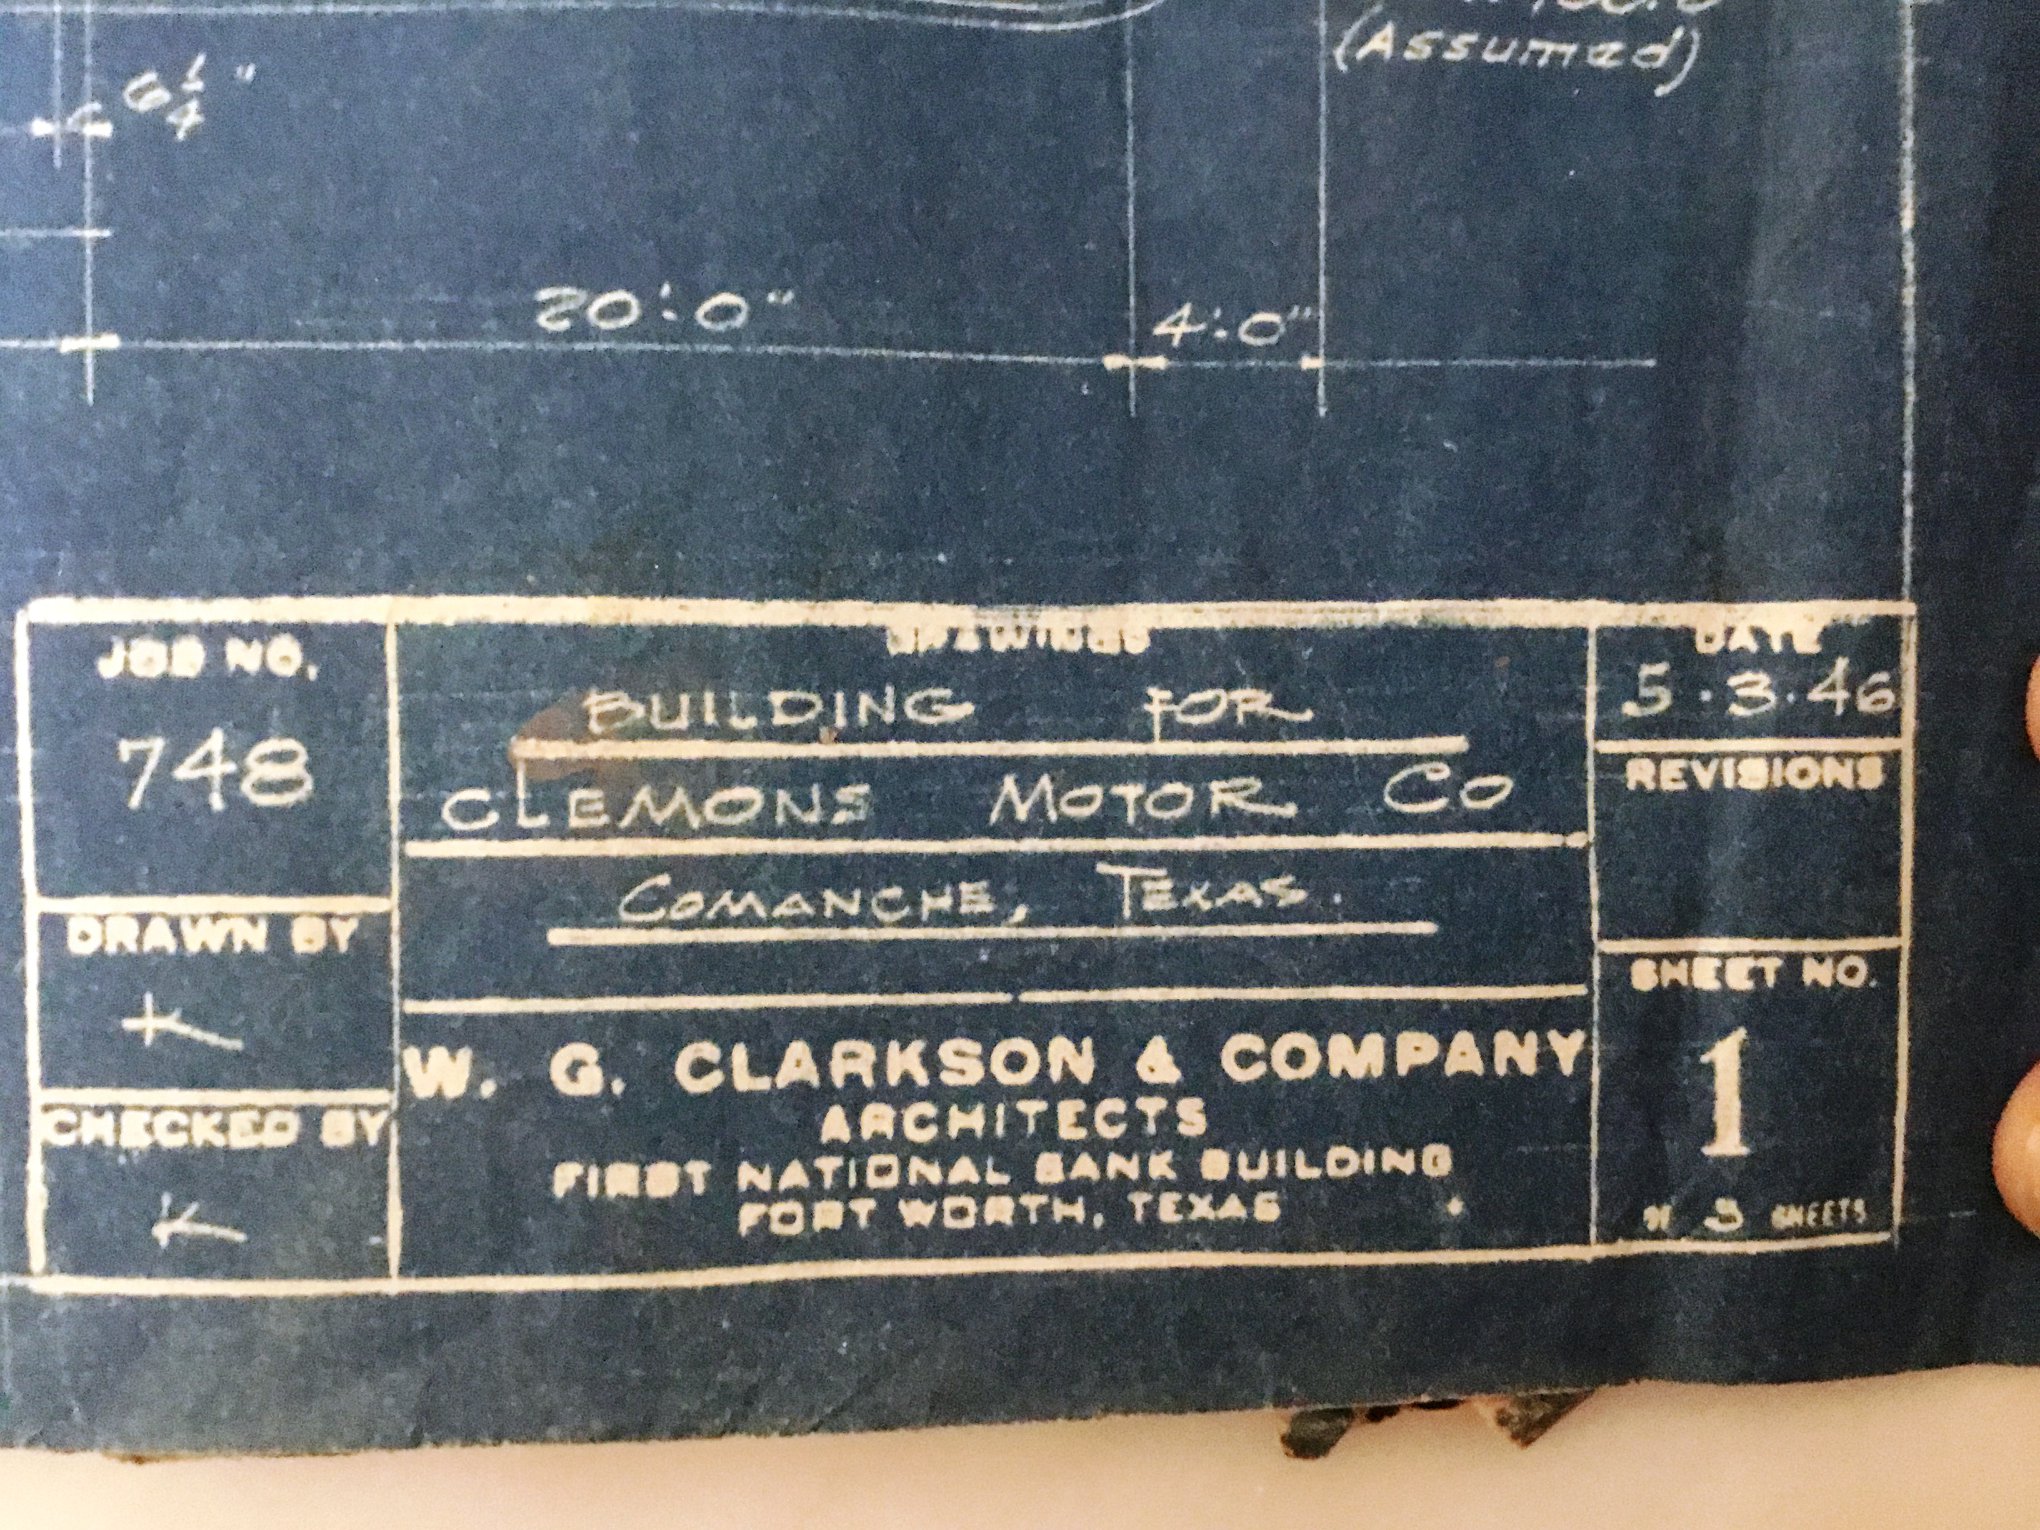 (Assumed)
6 1/4"
20'-0"
4'-0"
JOB NO.
748
DRAWN BY
K
CHECKED BY
K
DRAWINGS
BUILDING FOR
CLEMONS MOTOR CO
COMANCHE, TEXAS.
W. G. CLARKSON & COMPANY
ARCHITECTS
FIRST NATIONAL BANK BUILDING
FORT WORTH, TEXAS
DATE
5.3.46
REVISIONS
SHEET NO.
1
OF 3 SHEETS